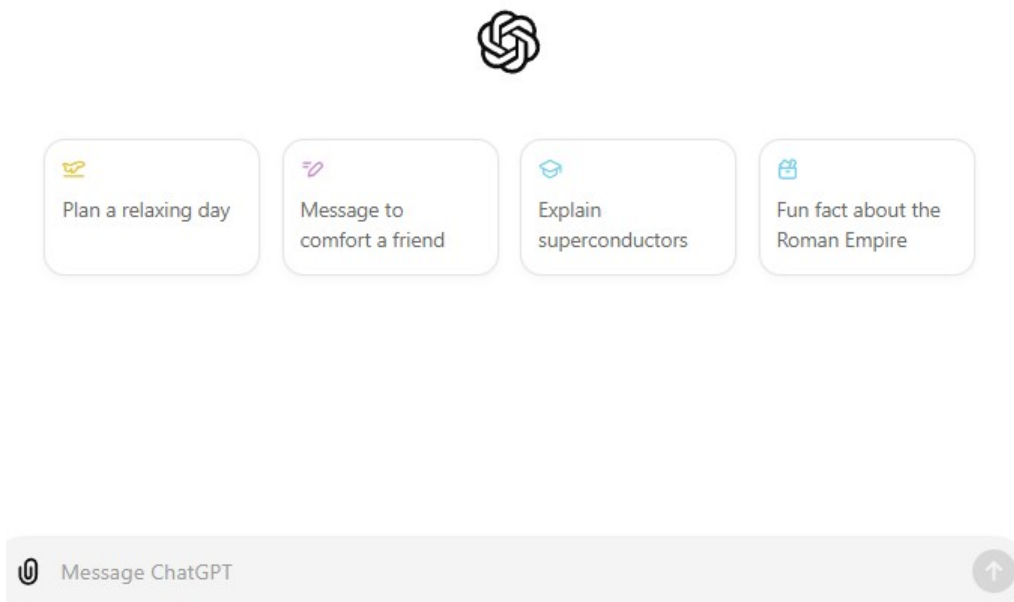 Plan a relaxing day
Message to
comfort a friend
Explain
superconductors
Fun fact about the
Roman Empire
Message ChatGPT